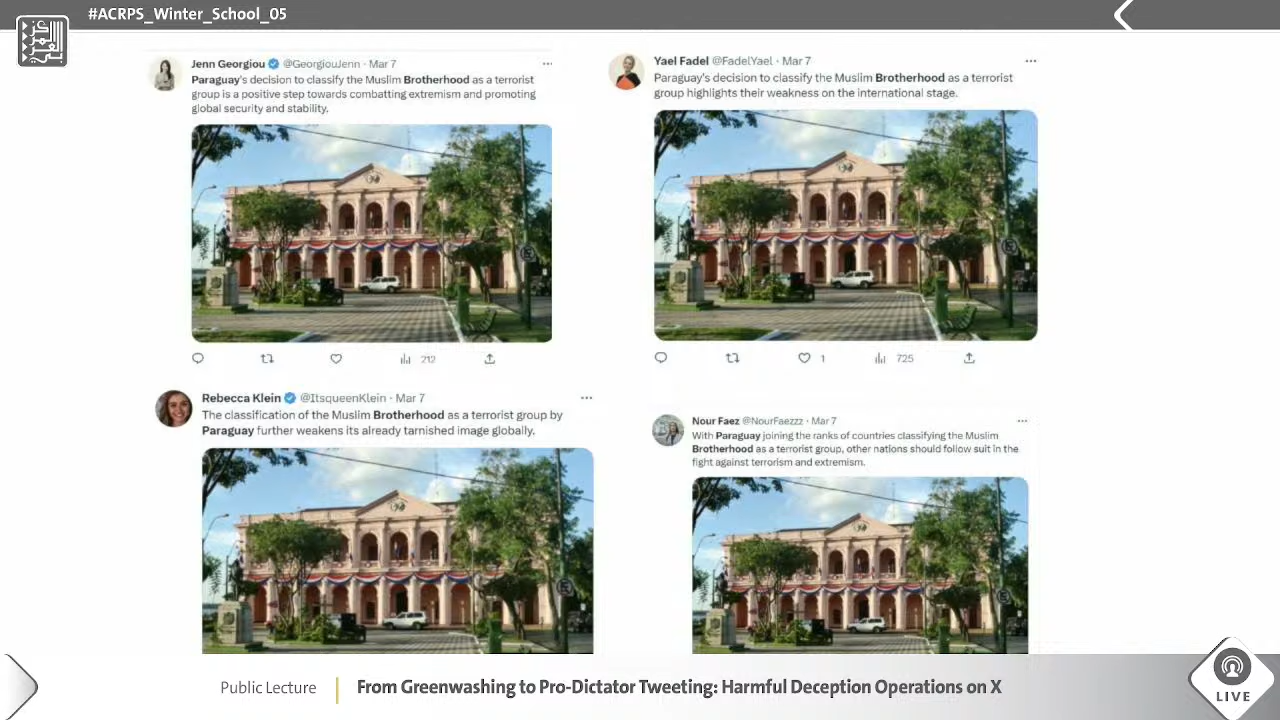 #ACRPS_Winter_School_05
Jenn Georgiou @GeorgiouJenn · Mar 7
Paraguay's decision to classify the Muslim Brotherhood as a terrorist
group is a positive step towards combatting extremism and promoting
global security and stability.
212
Yael Fadel @FadelYael · Mar 7
Paraguay's decision to classify the Muslim Brotherhood as a terrorist
group highlights their weakness on the international stage.
1 725
Rebecca Klein @ItsqueenKlein · Mar 7
The classification of the Muslim Brotherhood as a terrorist group by
Paraguay further weakens its already tarnished image globally.
Nour Faez @NourFaezzz · Mar 7
With Paraguay joining the ranks of countries classifying the Muslim
Brotherhood as a terrorist group, other nations should follow suit in the
fight against terrorism and extremism.
Public Lecture From Greenwashing to Pro-Dictator Tweeting: Harmful Deception Operations on X
LIVE